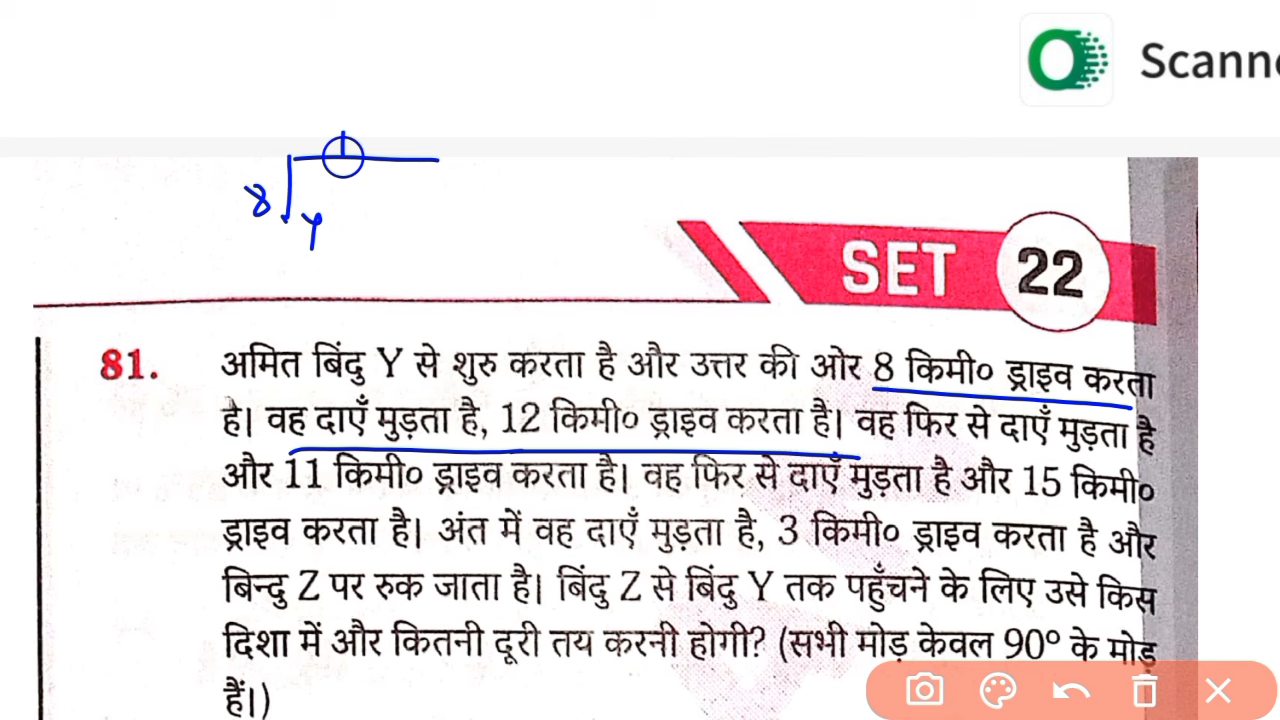 Scann
8
Y
SET 22
81. अमित बिंदु Y से शुरु करता है और उत्तर की ओर 8 किमी० ड्राइव करता
है। वह दाएँ मुड़ता है, 12 किमी० ड्राइव करता है। वह फिर से दाएँ मुड़ता है
और 11 किमी० ड्राइव करता है। वह फिर से दाएँ मुड़ता है और 15 किमी०
ड्राइव करता है। अंत में वह दाएँ मुड़ता है, 3 किमी० ड्राइव करता है और
बिन्दु Z पर रुक जाता है। बिंदु Z से बिंदु Y तक पहुँचने के लिए उसे किस
दिशा में और कितनी दूरी तय करनी होगी? (सभी मोड़ केवल 90° के मोड़
हैं।)